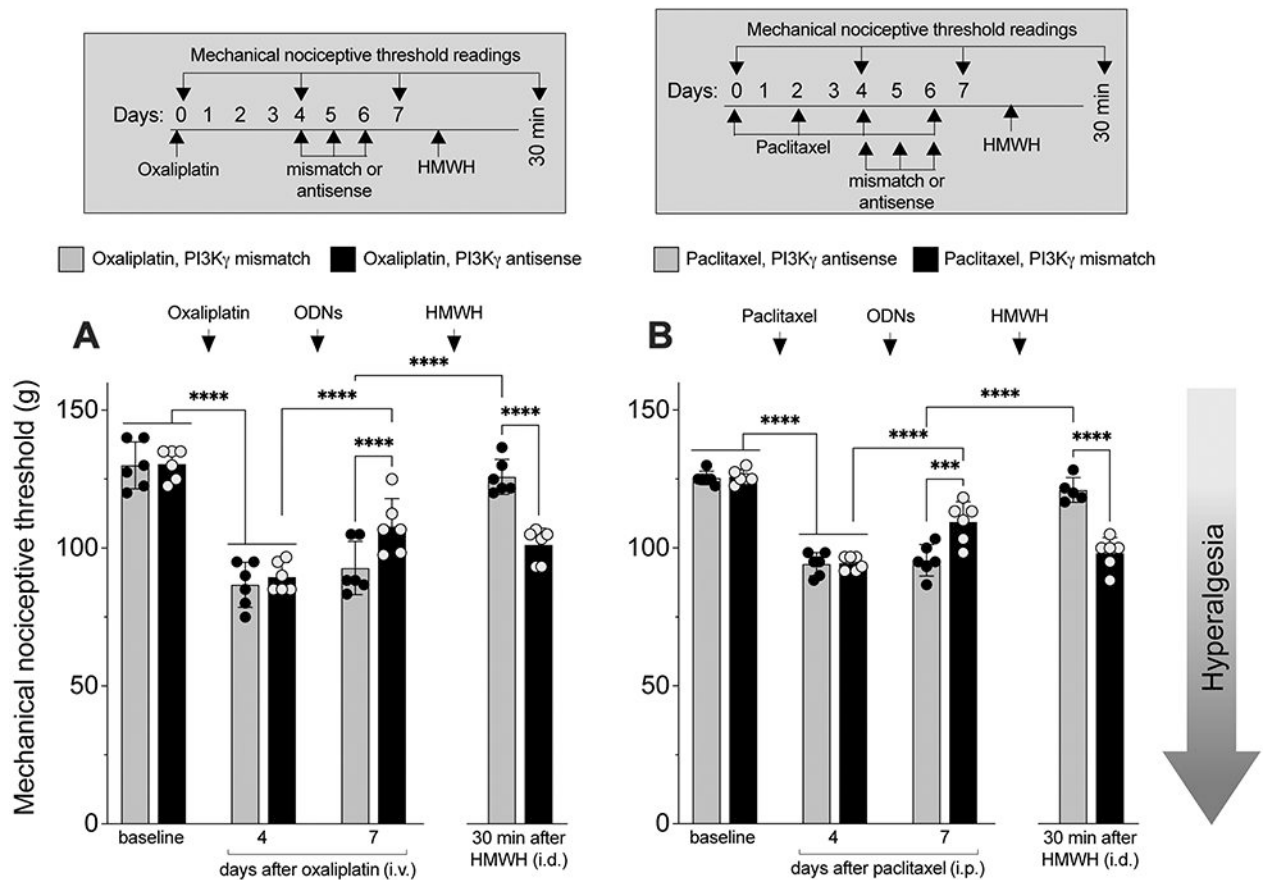 Mechanical nociceptive threshold readings
Days: 0 1 2 3 4 5 6 7
30 min
Oxaliplatin
mismatch or
antisense
HMWH
Mechanical nociceptive threshold readings
Days: 0 1 2 3 4 5 6 7
30 min
Paclitaxel
HMWH
mismatch or
antisense
Oxaliplatin, PI3Kγ mismatch Oxaliplatin, PI3Kγ antisense
Paclitaxel, PI3Kγ antisense Paclitaxel, PI3Kγ mismatch
A
Oxaliplatin ODNs HMWH
Mechanical nociceptive threshold (g)
150
100
50
0
****
****
****
****
****
baseline 4 7 30 min after
HMWH (i.d.)
days after oxaliplatin (i.v.)
B
Paclitaxel ODNs HMWH
150
100
50
0
****
****
***
****
****
baseline 4 7 30 min after
HMWH (i.d.)
days after paclitaxel (i.p.)
Hyperalgesia